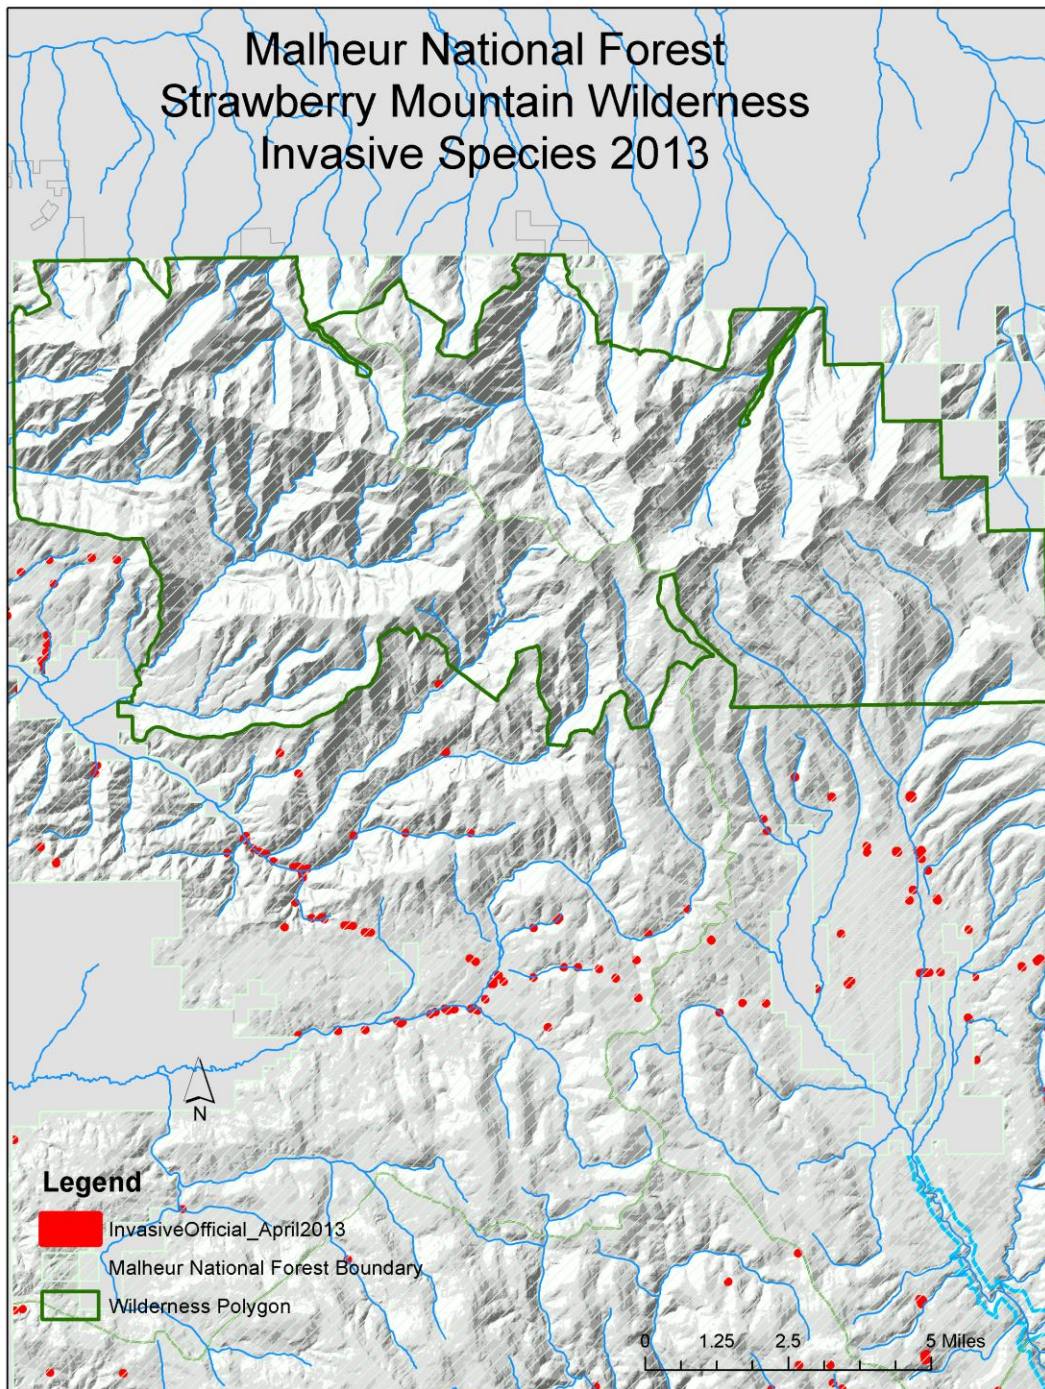 Malheur National Forest
Strawberry Mountain Wilderness
Invasive Species 2013
N
Legend
InvasiveOfficial_April2013
Malheur National Forest Boundary
Wilderness Polygon
0 1.25 2.5 5 Miles